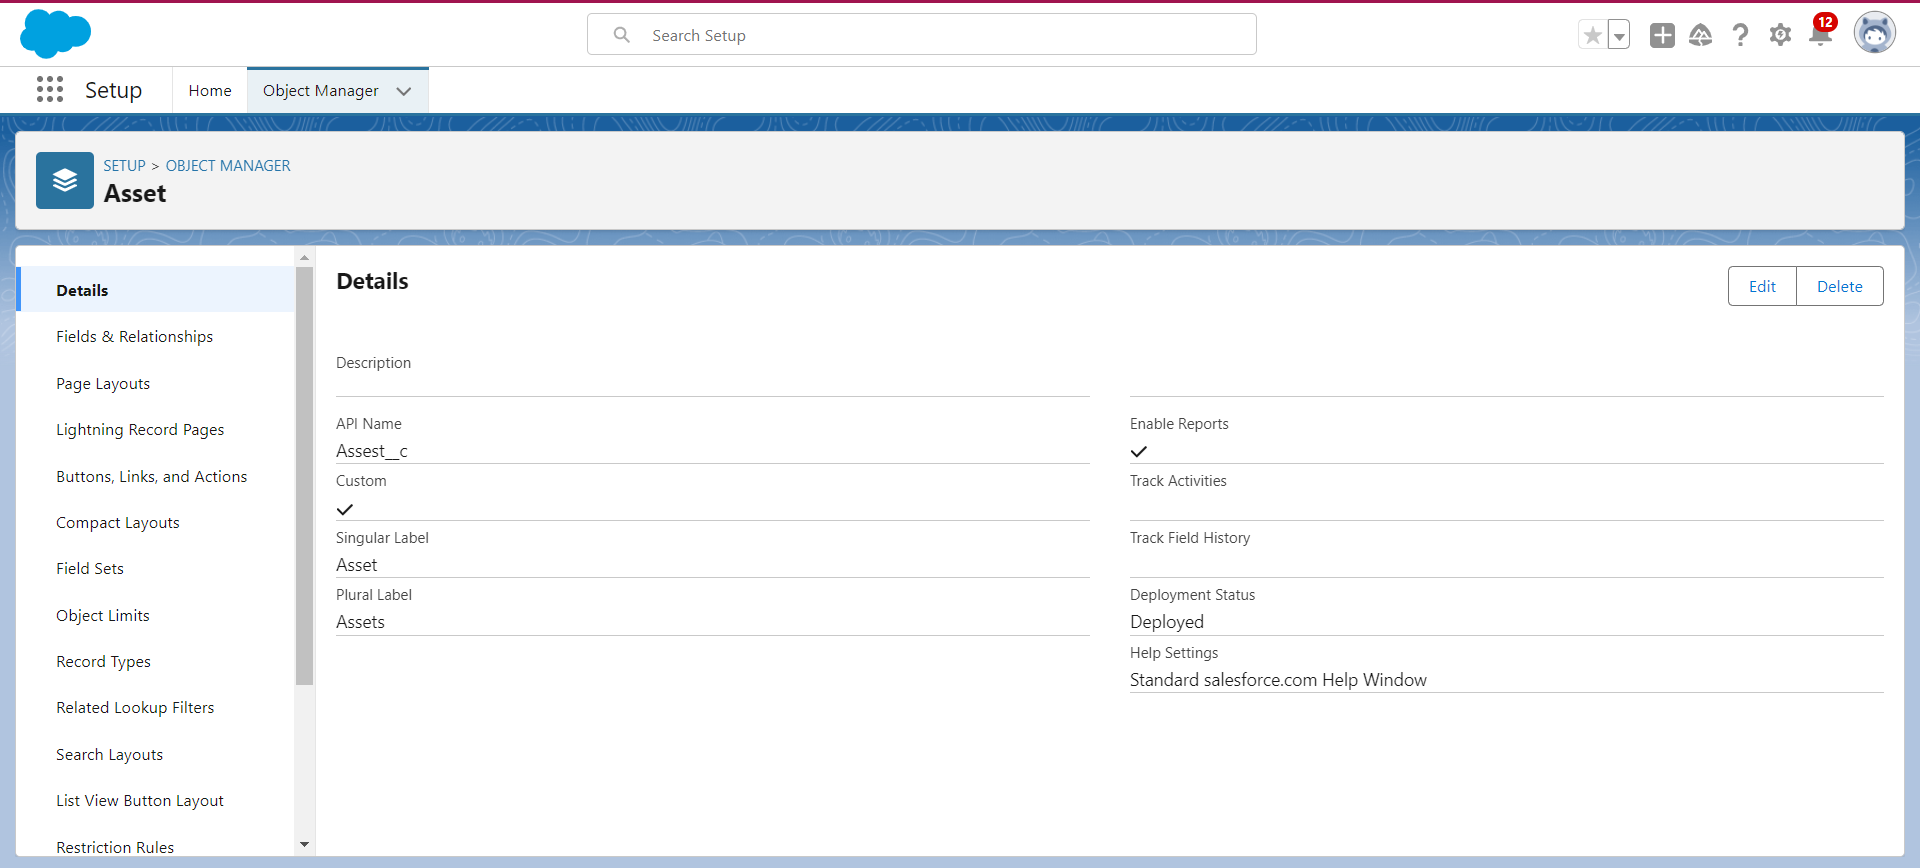 Search Setup
12
Setup
Home
Object Manager
SETUP > OBJECT MANAGER
Asset
Details
Fields & Relationships
Page Layouts
Lightning Record Pages
Buttons, Links, and Actions
Compact Layouts
Field Sets
Object Limits
Record Types
Related Lookup Filters
Search Layouts
List View Button Layout
Restriction Rules
Details
Edit
Delete
Description
API Name
Assest__c
Custom
Singular Label
Asset
Plural Label
Assets
Enable Reports
Track Activities
Track Field History
Deployment Status
Deployed
Help Settings
Standard salesforce.com Help Window